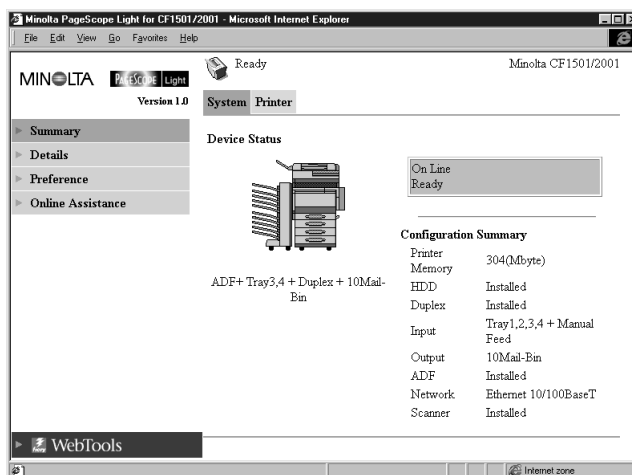 Minolta PageScope Light for CF1501/2001 - Microsoft Internet Explorer
File Edit View Go Favorites Help
MINOLTA PAGESCOPE Light
Version 1.0
Ready
Minolta CF1501/2001
System Printer
Summary
Details
Preference
Online Assistance
Device Status
ADF+ Tray3,4 + Duplex + 10Mail-
Bin
On Line
Ready
Configuration Summary
Printer
Memory 304(Mbyte)
HDD Installed
Duplex Installed
Input Tray1,2,3,4 + Manual
Feed
Output 10Mail-Bin
ADF Installed
Network Ethernet 10/100BaseT
Scanner Installed
WebTools
Internet zone